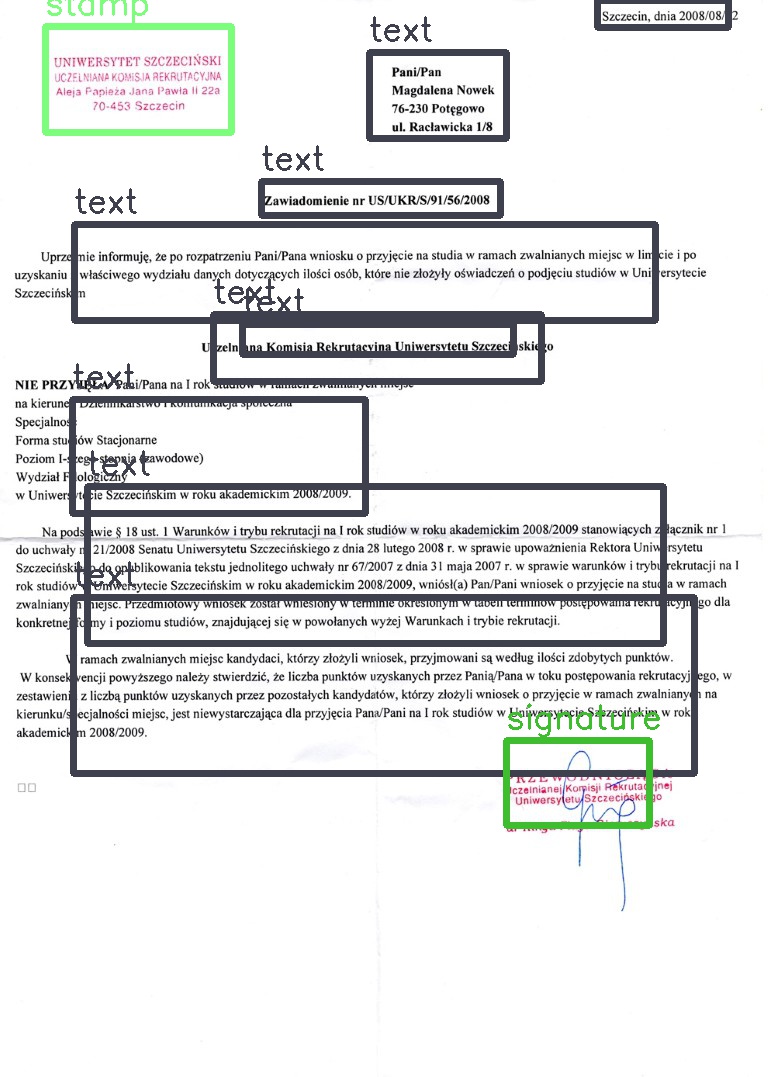 stamp
Szczecin, dnia 2008/08/ 2
text
UNIWERSYTET SZCZECIŃSKI
UCZELNIANA KOMISJA REKRUTACYJNA
Aleja Papieża Jana Pawła II 22a
70-453 Szczecin
Pani/Pan
Magdalena Nowek
76-230 Potęgowo
ul. Racławicka 1/8
text
Zawiadomienie nr US/UKR/S/91/56/2008
text
Uprzejmie informuję, że po rozpatrzeniu Pani/Pana wniosku o przyjęcie na studia w ramach zwalnianych miejsc w limicie i po
uzyskaniu właściwego wydziału danych dotyczących ilości osób, które nie złożyły oświadczeń o podjęciu studiów w Uniwersytecie
Szczecińskim
text
text
Uczelniana Komisja Rekrutacyjna Uniwersytetu Szczecińskiego
NIE PRZYJĘŁA Pani/Pana na I rok studiów w ramach zwalnianych miejsc
text
na kierunek Dziennikarstwo i komunikacja społeczna
Specjalność
Forma studiów Stacjonarne
Poziom I-szego stopnia (zawodowe)
text
Wydział Filologiczny
w Uniwersytecie Szczecińskim w roku akademickim 2008/2009.
Na podstawie § 18 ust. 1 Warunków i trybu rekrutacji na I rok studiów w roku akademickim 2008/2009 stanowiących załącznik nr 1
do uchwały nr 21/2008 Senatu Uniwersytetu Szczecińskiego z dnia 28 lutego 2008 r. w sprawie upoważnienia Rektora Uniwersytetu
Szczecińskiego do opublikowania tekstu jednolitego uchwały nr 67/2007 z dnia 31 maja 2007 r. w sprawie warunków i trybu rekrutacji na I
text
rok studiów w Uniwersytecie Szczecińskim w roku akademickim 2008/2009, wniósł(a) Pan/Pani wniosek o przyjęcie na studia w ramach
zwalnianych miejsc. Przedmiotowy wniosek został wniesiony w terminie określonym w tabeli terminów postępowania rekrutacyjnego dla
konkretnej formy i poziomu studiów, znajdującej się w powołanych wyżej Warunkach i trybie rekrutacji.
W ramach zwalnianych miejsc kandydaci, którzy złożyli wniosek, przyjmowani są według ilości zdobytych punktów.
W konsekwencji powyższego należy stwierdzić, że liczba punktów uzyskanych przez Panią/Pana w toku postępowania rekrutacyjnego, w
zestawieniu z liczbą punktów uzyskanych przez pozostałych kandydatów, którzy złożyli wniosek o przyjęcie w ramach zwalnianych na
kierunku/specjalności miejsc, jest niewystarczająca dla przyjęcia Pana/Pani na I rok studiów w Uniwersytecie Szczecińskim w roku
akademickim 2008/2009.
signature
Uczelnianej Komisji Rekrutacyjnej
Uniwersytetu Szczecińskiego